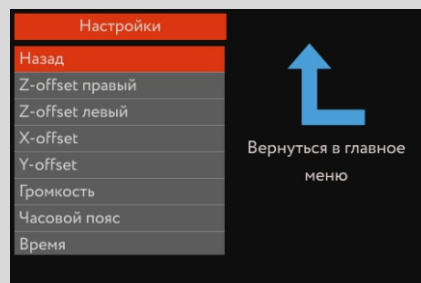 Настройки
Назад
Z-offset правый
Z-offset левый
X-offset
Y-offset
Громкость
Часовой пояс
Время
Вернуться в главное
меню